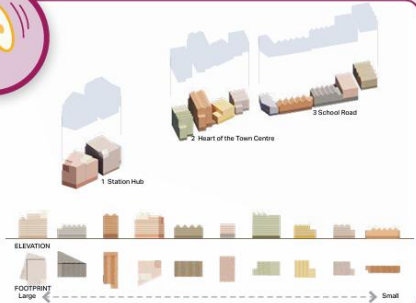 2 Heart of the Town Centre
3 School Road
1 Station Hub
ELEVATION
FOOTPRINT
Large
Small